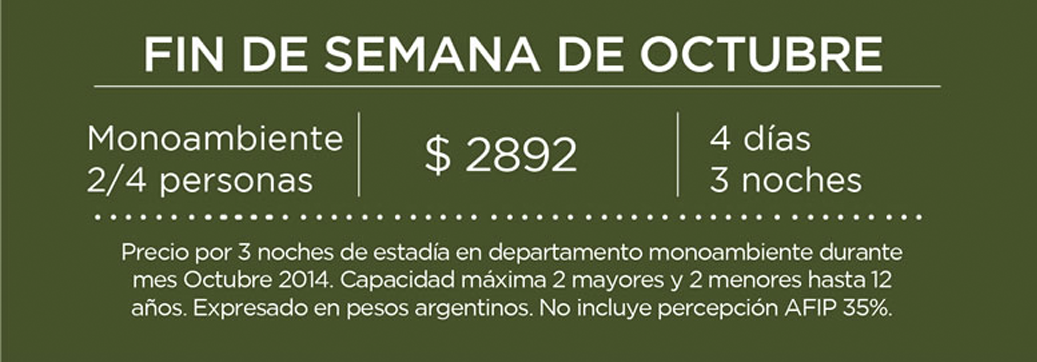 FIN DE SEMANA DE OCTUBRE
Monoambiente
2/4 personas
$ 2892
4 días
3 noches
Precio por 3 noches de estadía en departamento monoambiente durante
mes Octubre 2014. Capacidad máxima 2 mayores y 2 menores hasta 12
años. Expresado en pesos argentinos. No incluye percepción AFIP 35%.